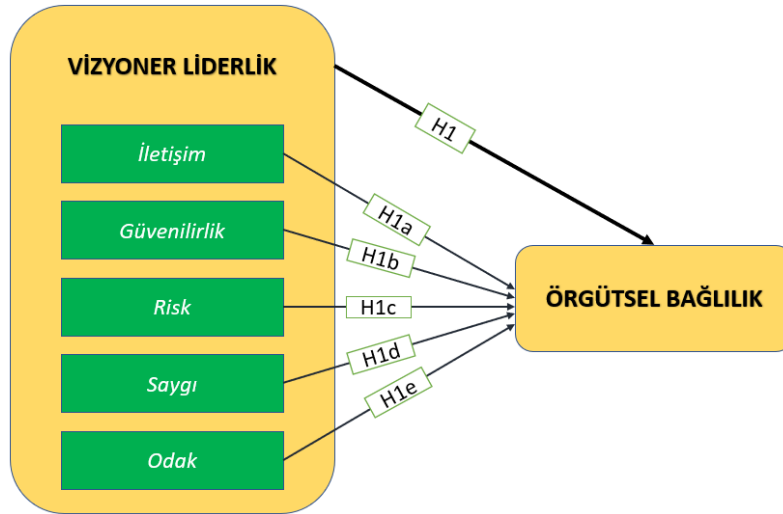 VİZYONER LİDERLİK
İletişim
Güvenilirlik
Risk
Saygı
Odak
H1
H1a
H1b
H1c
H1d
H1e
ÖRGÜTSEL BAĞLILIK